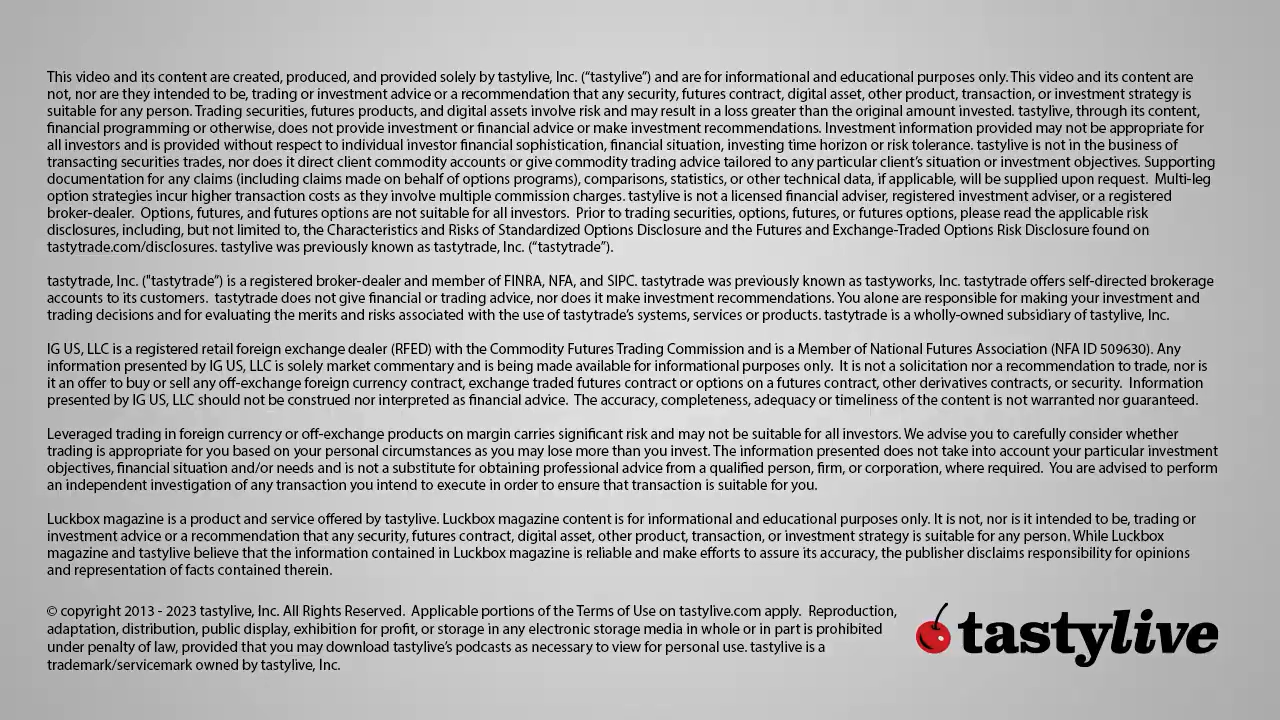 This video and its content are created, produced, and provided solely by tastylive, Inc. (“tastylive”) and are for informational and educational purposes only. This video and its content are
not, nor are they intended to be, trading or investment advice or a recommendation that any security, futures contract, digital asset, other product, transaction, or investment strategy is
suitable for any person. Trading securities, futures products, and digital assets involve risk and may result in a loss greater than the original amount invested. tastylive, through its content,
financial programming or otherwise, does not provide investment or financial advice or make investment recommendations. Investment information provided may not be appropriate for
all investors and is provided without respect to individual investor financial sophistication, financial situation, investing time horizon or risk tolerance. tastylive is not in the business of
transacting securities trades, nor does it direct client commodity accounts or give commodity trading advice tailored to any particular client’s situation or investment objectives. Supporting
documentation for any claims (including claims made on behalf of options programs), comparisons, statistics, or other technical data, if applicable, will be supplied upon request.  Multi-leg
option strategies incur higher transaction costs as they involve multiple commission charges. tastylive is not a licensed financial adviser, registered investment adviser, or a registered
broker-dealer.  Options, futures, and futures options are not suitable for all investors.  Prior to trading securities, options, futures, or futures options, please read the applicable risk
disclosures, including, but not limited to, the Characteristics and Risks of Standardized Options Disclosure and the Futures and Exchange-Traded Options Risk Disclosure found on
tastytrade.com/disclosures. tastylive was previously known as tastytrade, Inc. (“tastytrade”).
tastytrade, Inc. ("tastytrade”) is a registered broker-dealer and member of FINRA, NFA, and SIPC. tastytrade was previously known as tastyworks, Inc. tastytrade offers self-directed brokerage
accounts to its customers.  tastytrade does not give financial or trading advice, nor does it make investment recommendations. You alone are responsible for making your investment and
trading decisions and for evaluating the merits and risks associated with the use of tastytrade’s systems, services or products. tastytrade is a wholly-owned subsidiary of tastylive, Inc.
IG US, LLC is a registered retail foreign exchange dealer (RFED) with the Commodity Futures Trading Commission and is a Member of National Futures Association (NFA ID 509630). Any
information presented by IG US, LLC is solely market commentary and is being made available for informational purposes only.  It is not a solicitation nor a recommendation to trade, nor is
it an offer to buy or sell any off-exchange foreign currency contract, exchange traded futures contract or options on a futures contract, other derivatives contracts, or security.  Information
presented by IG US, LLC should not be construed nor interpreted as financial advice.  The accuracy, completeness, adequacy or timeliness of the content is not warranted nor guaranteed.
Leveraged trading in foreign currency or off-exchange products on margin carries significant risk and may not be suitable for all investors. We advise you to carefully consider whether
trading is appropriate for you based on your personal circumstances as you may lose more than you invest. The information presented does not take into account your particular investment
objectives, financial situation and/or needs and is not a substitute for obtaining professional advice from a qualified person, firm, or corporation, where required.  You are advised to perform
an independent investigation of any transaction you intend to execute in order to ensure that transaction is suitable for you.
Luckbox magazine is a product and service offered by tastylive. Luckbox magazine content is for informational and educational purposes only. It is not, nor is it intended to be, trading or
investment advice or a recommendation that any security, futures contract, digital asset, other product, transaction, or investment strategy is suitable for any person. While Luckbox
magazine and tastylive believe that the information contained in Luckbox magazine is reliable and make efforts to assure its accuracy, the publisher disclaims responsibility for opinions
and representation of facts contained therein.
© copyright 2013 - 2023 tastylive, Inc. All Rights Reserved.  Applicable portions of the Terms of Use on tastylive.com apply.  Reproduction,
adaptation, distribution, public display, exhibition for profit, or storage in any electronic storage media in whole or in part is prohibited
under penalty of law, provided that you may download tastylive’s podcasts as necessary to view for personal use. tastylive is a
trademark/servicemark owned by tastylive, Inc.
tastylive